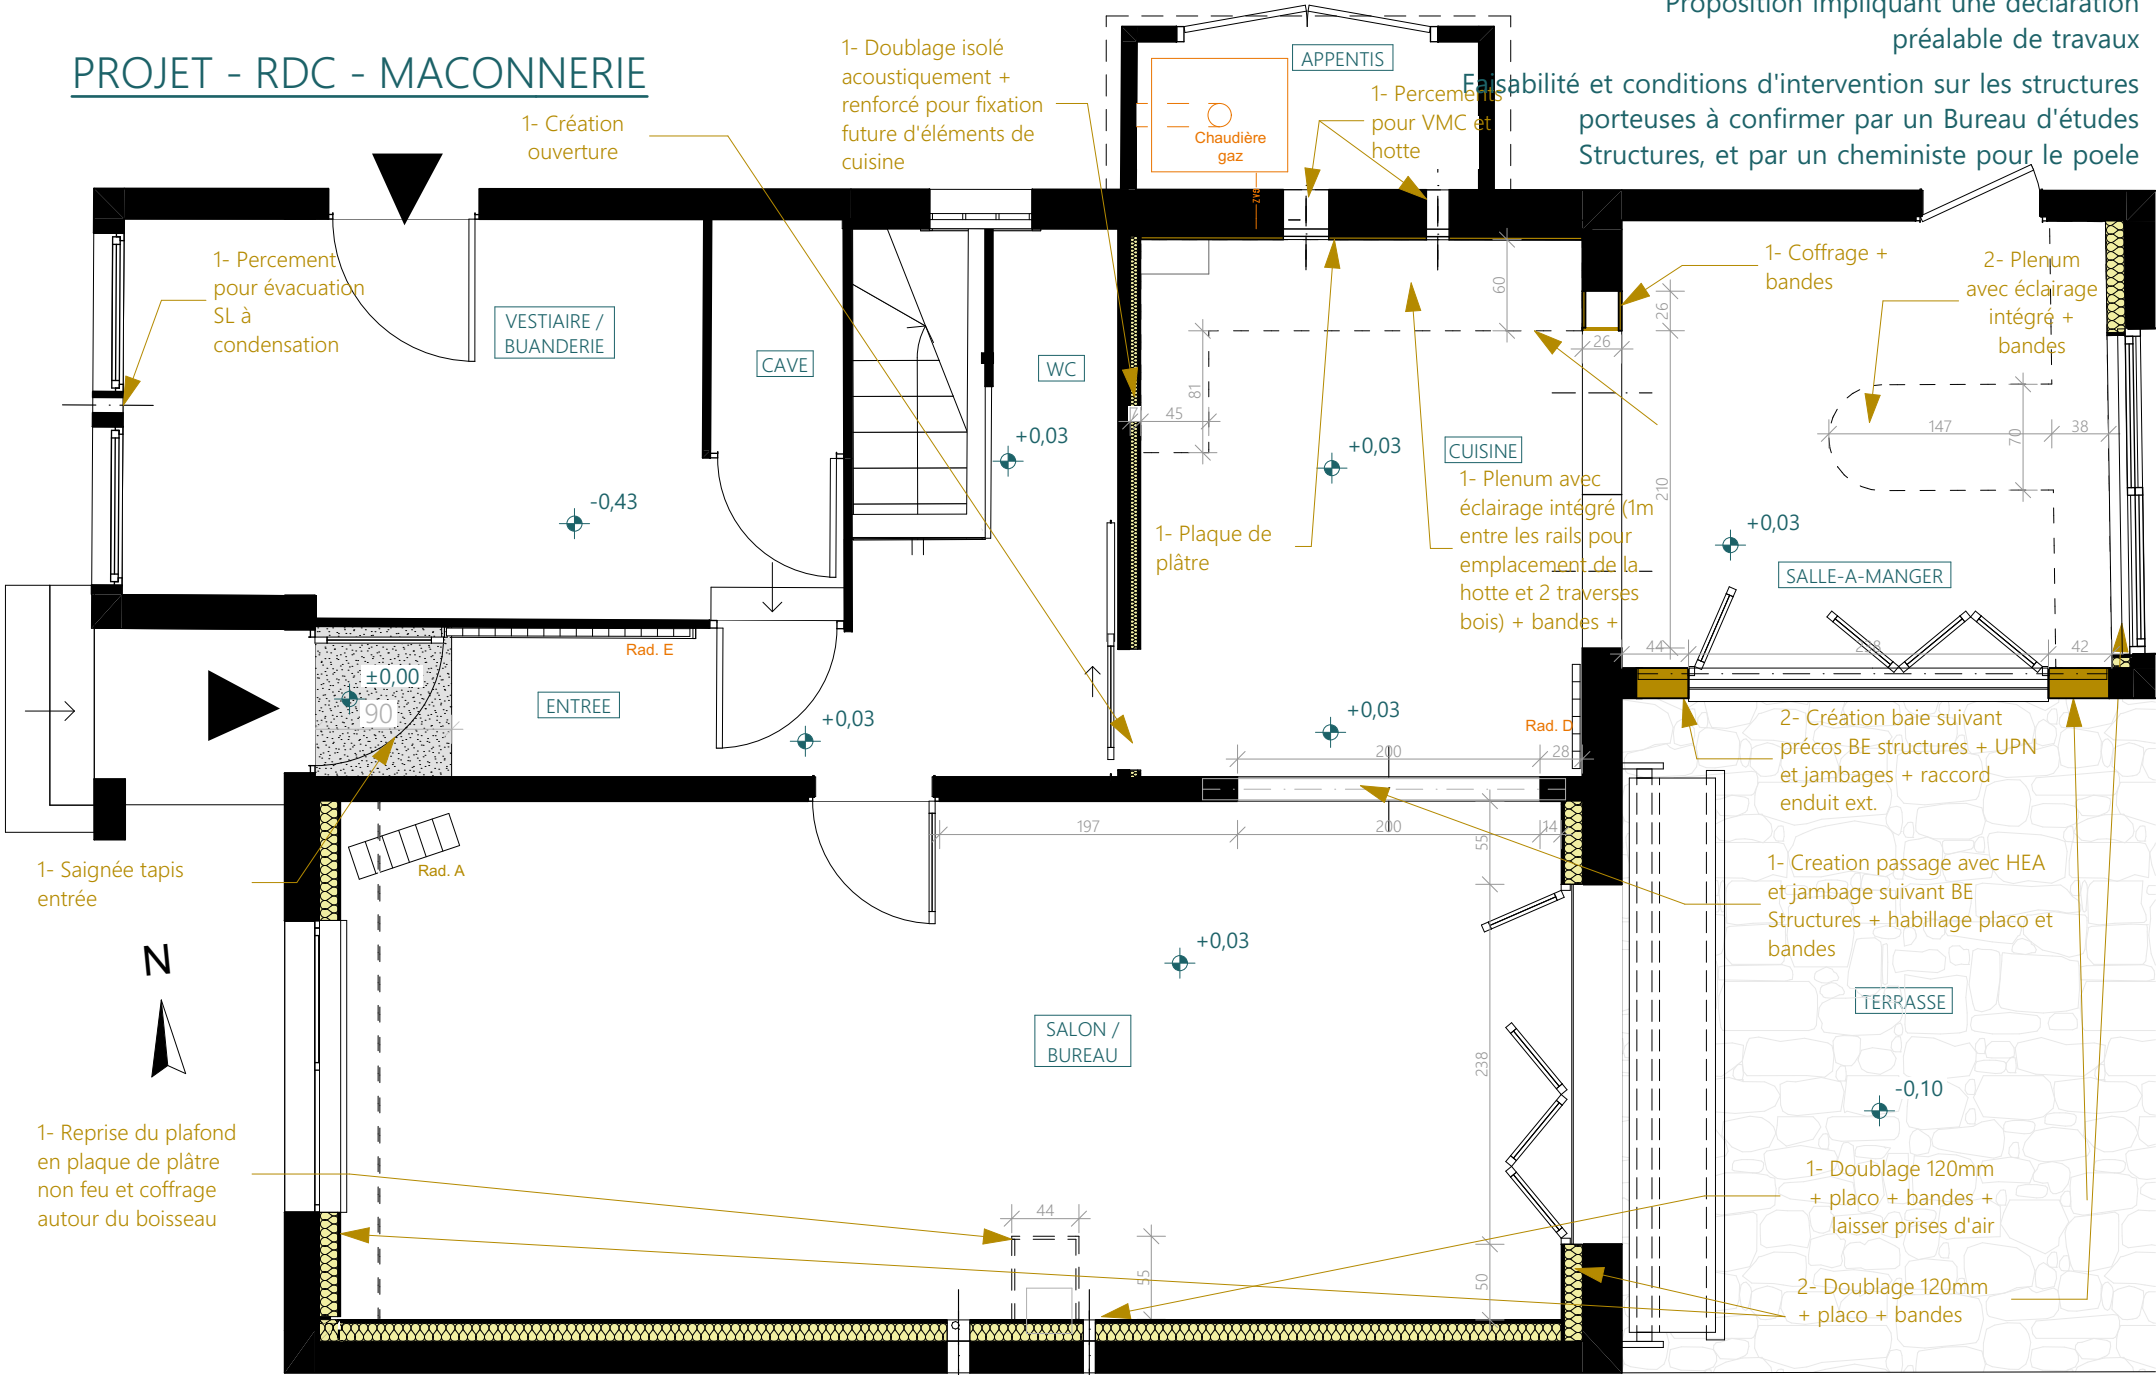 Proposition impliquant une déclaration
préalable de travaux
Faisabilité et conditions d'intervention sur les structures
porteuses à confirmer par un Bureau d'études
Structures, et par un cheministe pour le poele
PROJET - RDC - MACONNERIE
1- Création
ouverture
1- Doublage isolé
acoustiquement +
renforcé pour fixation
future d'éléments de
cuisine
APPENTIS
Chaudière
gaz
GAZ
1- Percements
pour VMC et
hotte
1- Percement
pour évacuation
SL à
condensation
VESTIAIRE /
BUANDERIE
CAVE
WC
+0,03
-0,43
60
81
7
45
+0,03
CUISINE
1- Plaque de
plâtre
1- Plenum avec
éclairage intégré (1m
entre les rails pour
emplacement de la
hotte et 2 traverses
bois) + bandes +
1- Coffrage +
bandes
26
26
210
2- Plenum
avec éclairage
intégré +
bandes
147
38
70
+0,03
SALLE-A-MANGER
44
238
42
Rad. E
±0,00
90
ENTREE
+0,03
+0,03
Rad. D
200
28
2- Création baie suivant
précos BE structures + UPN
et jambages + raccord
enduit ext.
197
200
14
55
1- Saignée tapis
entrée
Rad. A
1- Creation passage avec HEA
et jambage suivant BE
Structures + habillage placo et
bandes
N
+0,03
SALON /
BUREAU
238
TERRASSE
-0,10
1- Reprise du plafond
en plaque de plâtre
non feu et coffrage
autour du boisseau
44
55
50
1- Doublage 120mm
+ placo + bandes +
laisser prises d'air
2- Doublage 120mm
+ placo + bandes